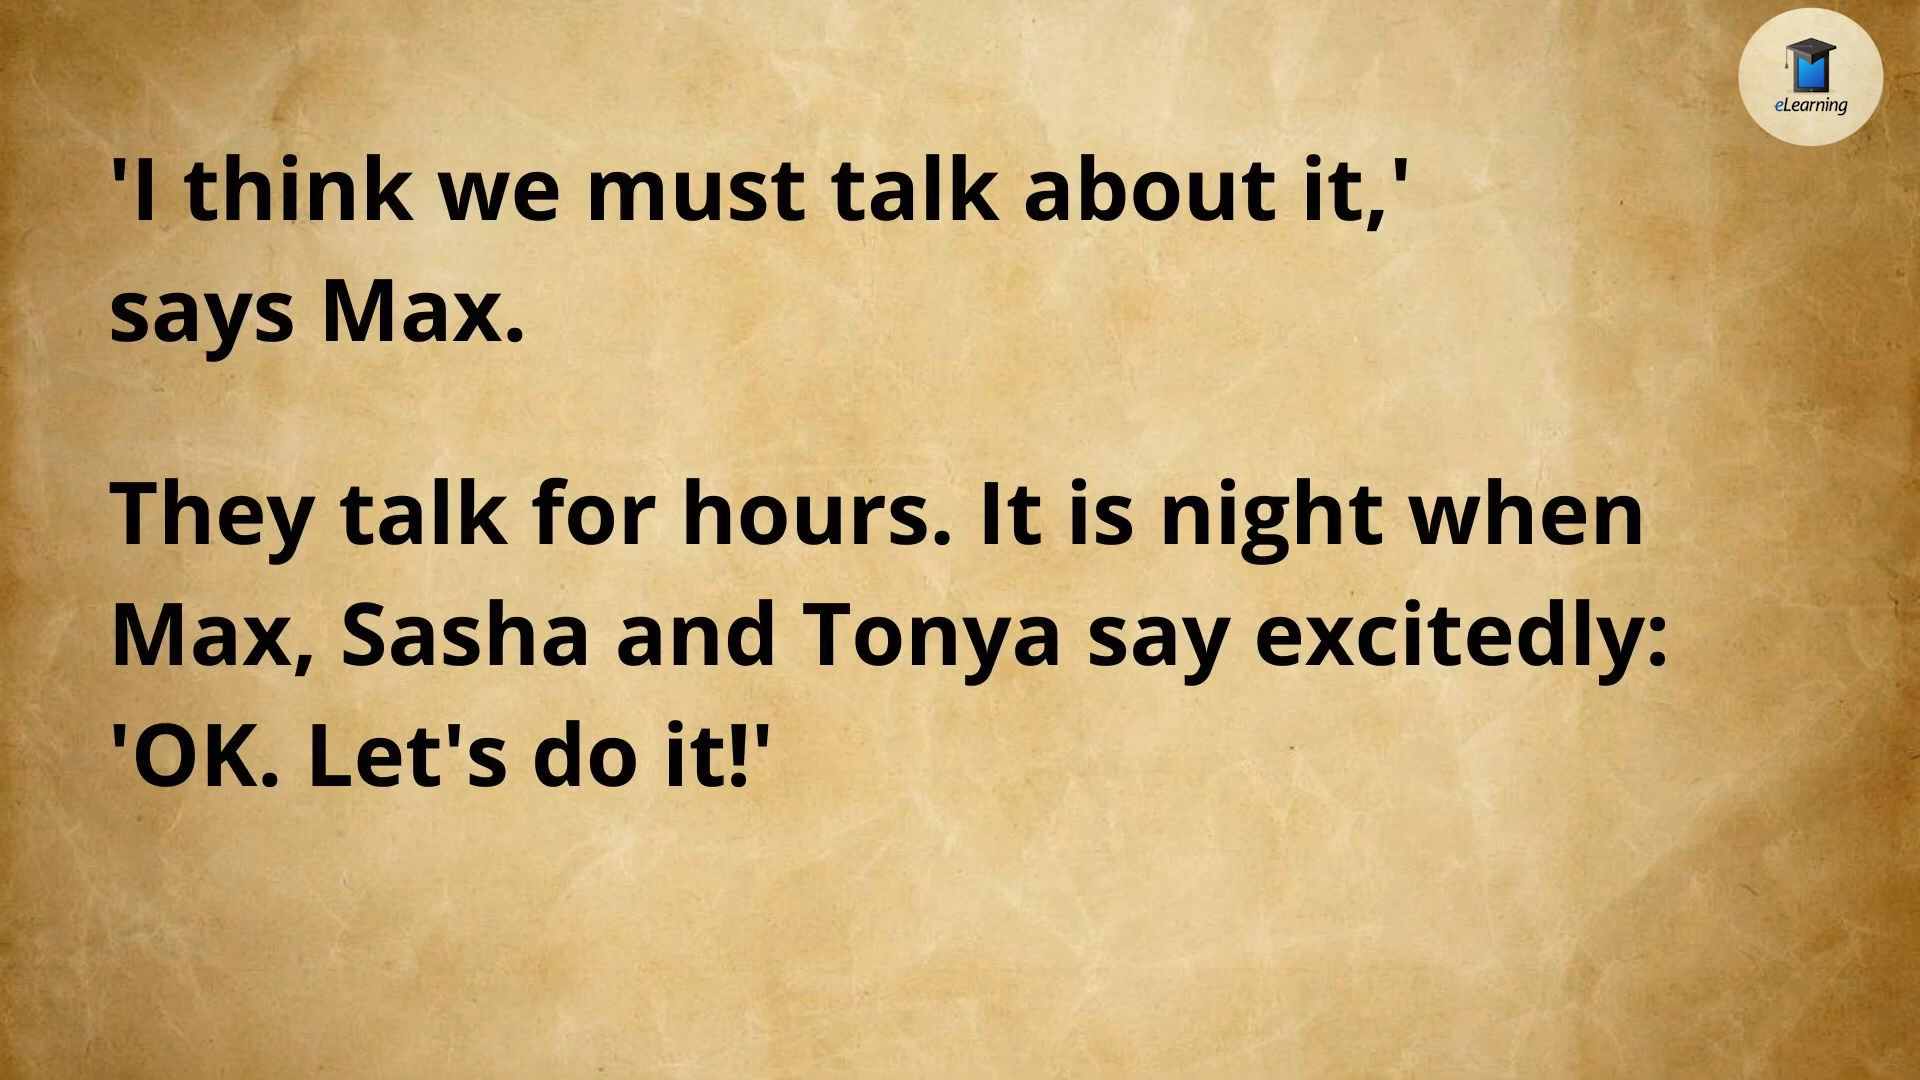 eLearning
'I think we must talk about it,'
says Max.
They talk for hours. It is night when
Max, Sasha and Tonya say excitedly:
'OK. Let's do it!'